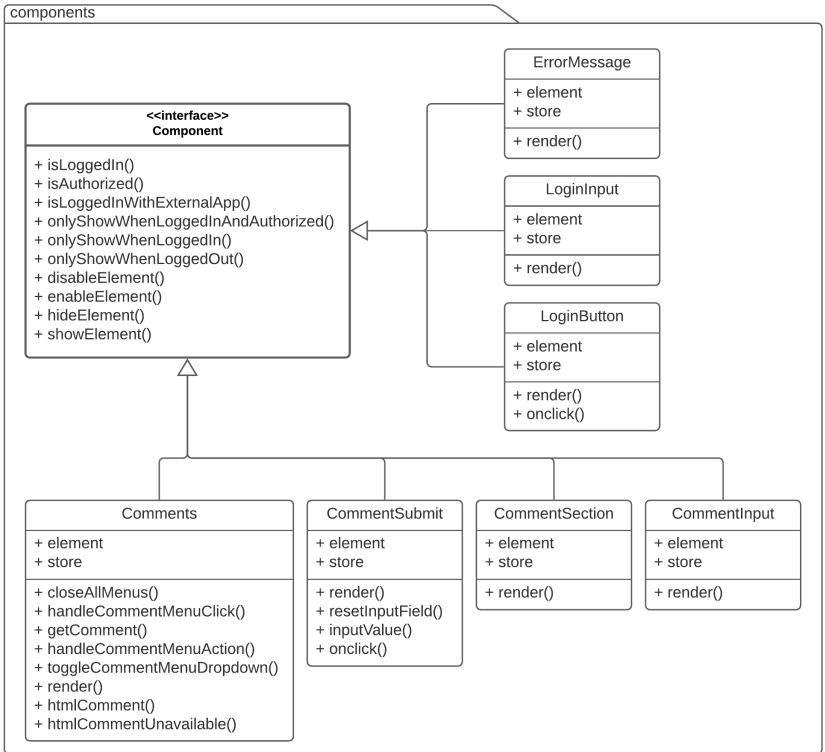 components
<<interface>>
Component
+ isLoggedIn()
+ isAuthorized()
+ isLoggedInWithExternalApp()
+ onlyShowWhenLoggedInAndAuthorized()
+ onlyShowWhenLoggedIn()
+ onlyShowWhenLoggedOut()
+ disableElement()
+ enableElement()
+ hideElement()
+ showElement()
ErrorMessage
+ element
+ store
+ render()
LoginInput
+ element
+ store
+ render()
LoginButton
+ element
+ store
+ render()
+ onclick()
Comments
+ element
+ store
+ closeAllMenus()
+ handleCommentMenuClick()
+ getComment()
+ handleCommentMenuAction()
+ toggleCommentMenuDropdown()
+ render()
+ htmlComment()
+ htmlCommentUnavailable()
CommentSubmit
+ element
+ store
+ render()
+ resetInputField()
+ inputValue()
+ onclick()
CommentSection
+ element
+ store
+ render()
CommentInput
+ element
+ store
+ render()